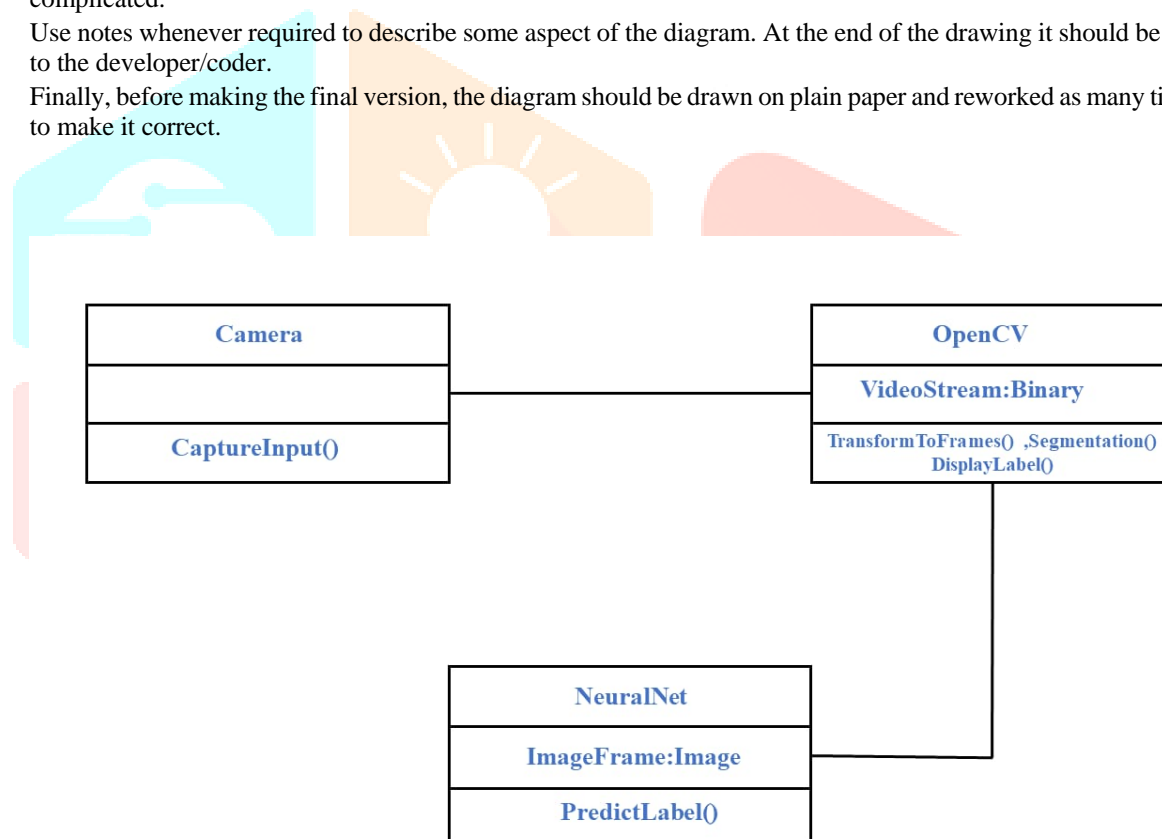 complicated.
Use notes whenever required to describe some aspect of the diagram. At the end of the drawing it should be
to the developer/coder.
Finally, before making the final version, the diagram should be drawn on plain paper and reworked as many
to make it correct.
Camera
OpenCV
VideoStream:Binary
CaptureInput()
TransformToFrames() ,Segmentation()
DisplayLabel()
NeuralNet
ImageFrame:Image
PredictLabel()